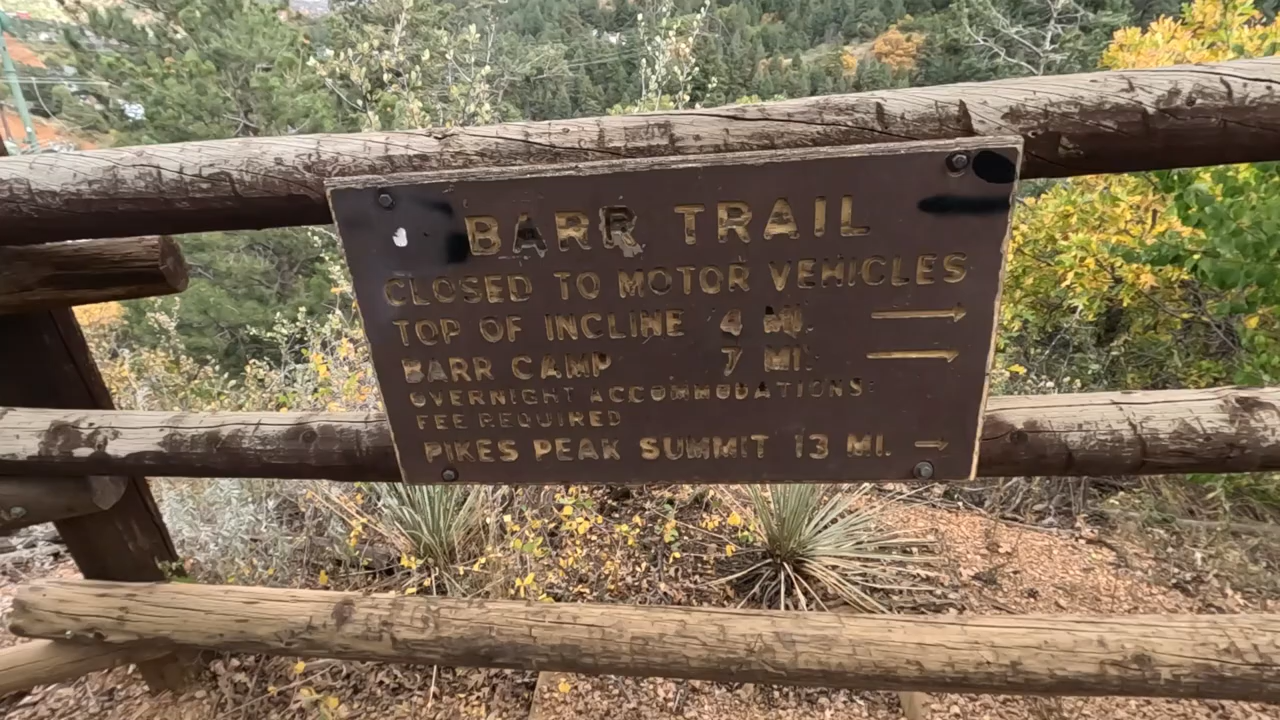 BARR TRAIL
CLOSED TO MOTOR VEHICLES
TOP OF INCLINE 4 MI.
BARR CAMP 7 MI.
OVERNIGHT ACCOMMODATIONS:
FEE REQUIRED
PIKES PEAK SUMMIT 13 MI.